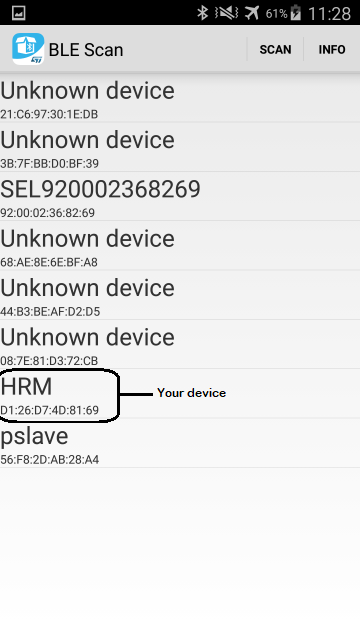 61% 11:28
BLE Scan SCAN INFO
Unknown device
21:C6:97:30:1E:DB
Unknown device
3B:7F:BB:D0:BF:39
SEL920002368269
92:00:02:36:82:69
Unknown device
68:AE:8E:6E:BF:A8
Unknown device
44:B3:BE:AF:D2:D5
Unknown device
08:7E:81:D3:72:CB
HRM
D1:26:D7:4D:81:69
Your device
pslave
56:F8:2D:AB:28:A4